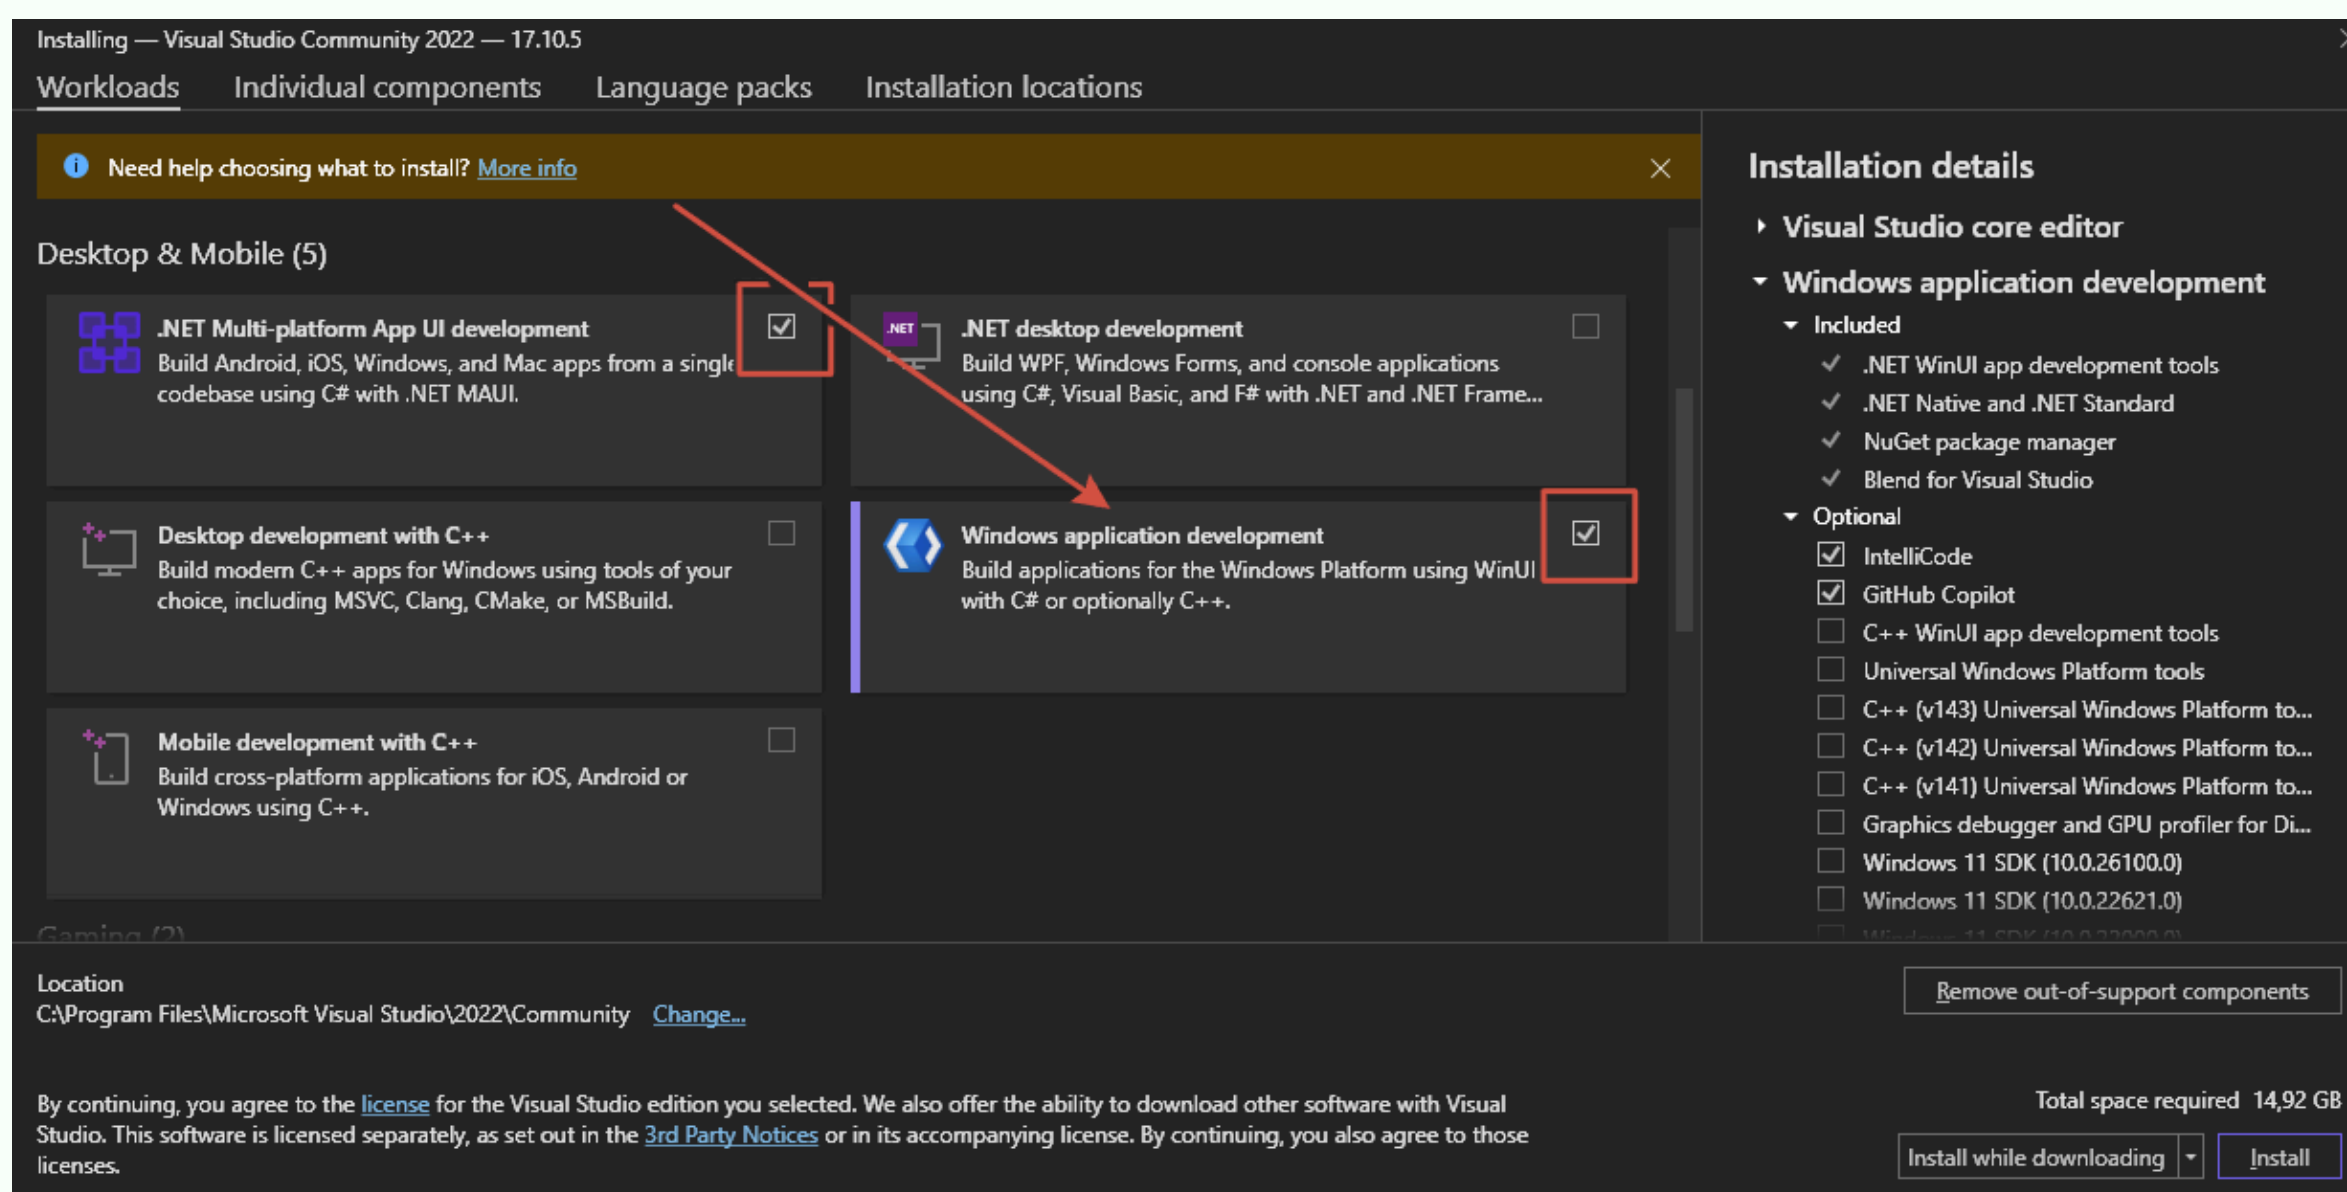 Installing — Visual Studio Community 2022 — 17.10.5
Workloads
Individual components
Language packs
Installation locations
Need help choosing what to install? More info
Desktop & Mobile (5)
.NET Multi-platform App UI development
Build Android, iOS, Windows, and Mac apps from a single
codebase using C# with .NET MAUI.
.NET
.NET desktop development
Build WPF, Windows Forms, and console applications
using C#, Visual Basic, and F# with .NET and .NET Frame...
Desktop development with C++
Build modern C++ apps for Windows using tools of your
choice, including MSVC, Clang, CMake, or MSBuild.
Windows application development
Build applications for the Windows Platform using WinUI
with C# or optionally C++.
Mobile development with C++
Build cross-platform applications for iOS, Android or
Windows using C++.
Gaming (2)
Installation details
Visual Studio core editor
Windows application development
Included
.NET WinUI app development tools
.NET Native and .NET Standard
NuGet package manager
Blend for Visual Studio
Optional
IntelliCode
GitHub Copilot
C++ WinUI app development tools
Universal Windows Platform tools
C++ (v143) Universal Windows Platform to...
C++ (v142) Universal Windows Platform to...
C++ (v141) Universal Windows Platform to...
Graphics debugger and GPU profiler for Di...
Windows 11 SDK (10.0.26100.0)
Windows 11 SDK (10.0.22621.0)
Windows 11 SDK (10.0.22000.0)
Location
C:\Program Files\Microsoft Visual Studio\2022\Community Change...
Remove out-of-support components
By continuing, you agree to the license for the Visual Studio edition you selected. We also offer the ability to download other software with Visual
Studio. This software is licensed separately, as set out in the 3rd Party Notices or in its accompanying license. By continuing, you also agree to those
licenses.
Total space required 14,92 GB
Install while downloading
Install